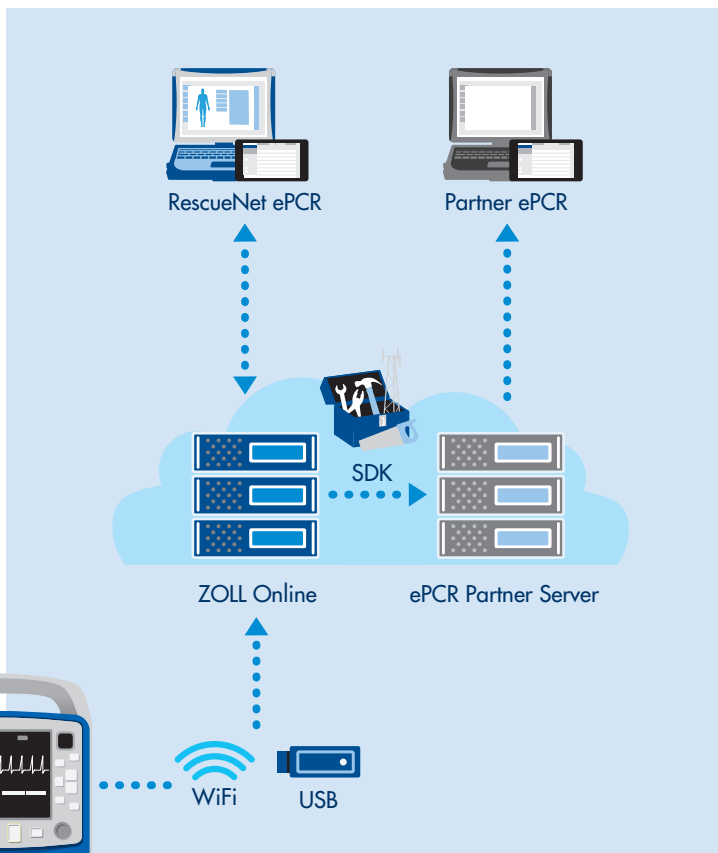 RescueNet ePCR
Partner ePCR
SDK
ZOLL Online
ePCR Partner Server
WiFi
USB